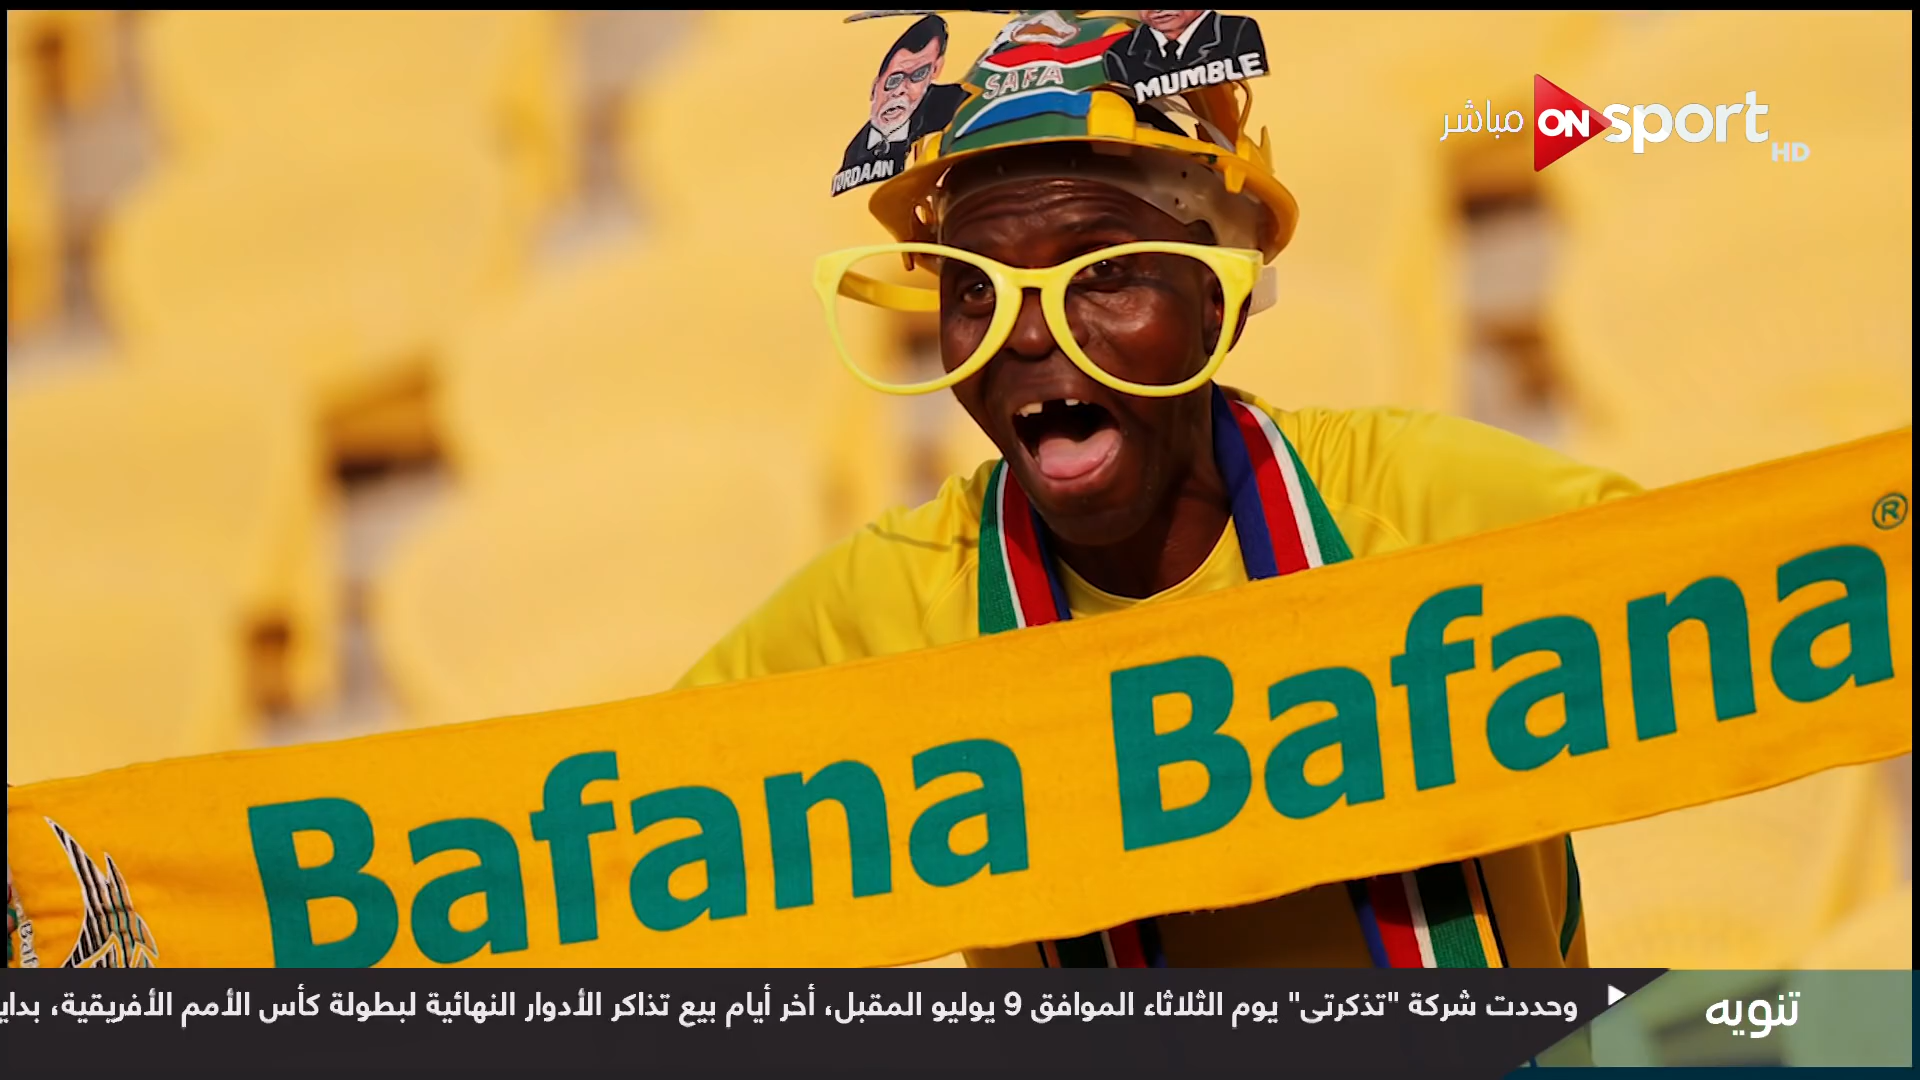 SAFA
MUMBLE
JORDAAN
مباشر ON sport HD
Bafana Bafana ®
تنويه
وحددت شركة "تذكرتى" يوم الثلاثاء الموافق 9 يوليو المقبل، أخر أيام بيع تذاكر الأدوار النهائية لبطولة كأس الأمم الأفريقية، بداي